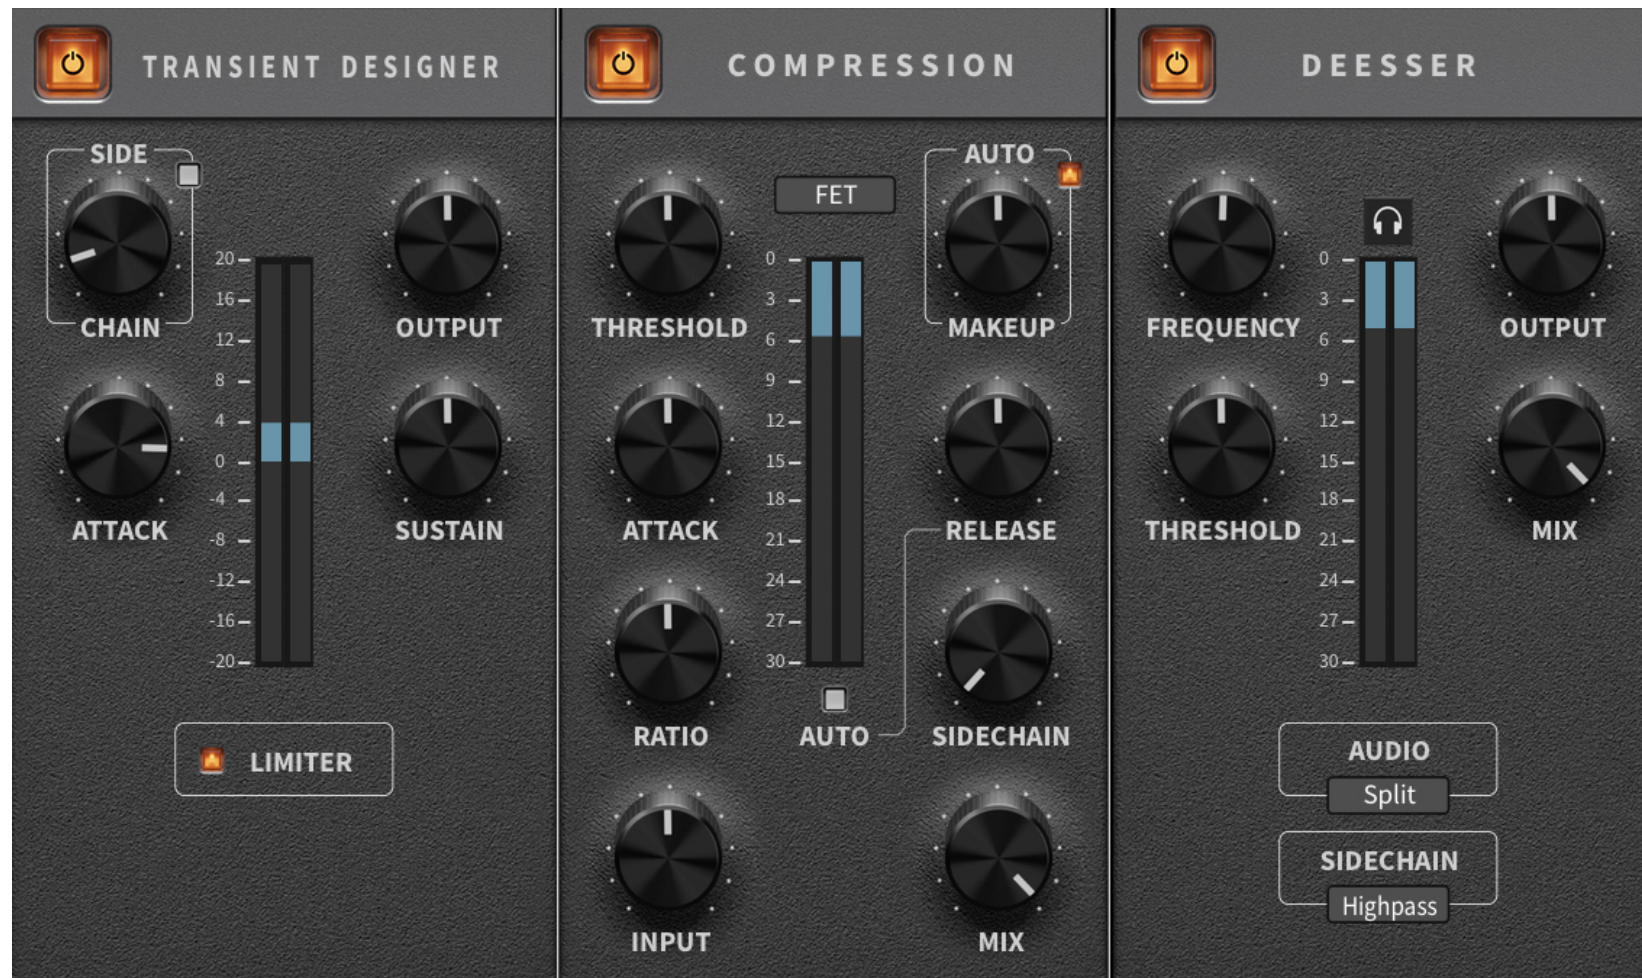 TRANSIENT DESIGNER
SIDE
CHAIN
OUTPUT
20
16
12
8
4
0
-4
-8
-12
-16
-20
ATTACK
SUSTAIN
LIMITER
COMPRESSION
THRESHOLD
FET
AUTO
MAKEUP
0
3
6
9
12
15
18
21
24
27
30
ATTACK
RELEASE
RATIO
AUTO
SIDECHAIN
INPUT
MIX
DEESSER
FREQUENCY
OUTPUT
0
3
6
9
12
15
18
21
24
27
30
THRESHOLD
MIX
AUDIO
Split
SIDECHAIN
Highpass